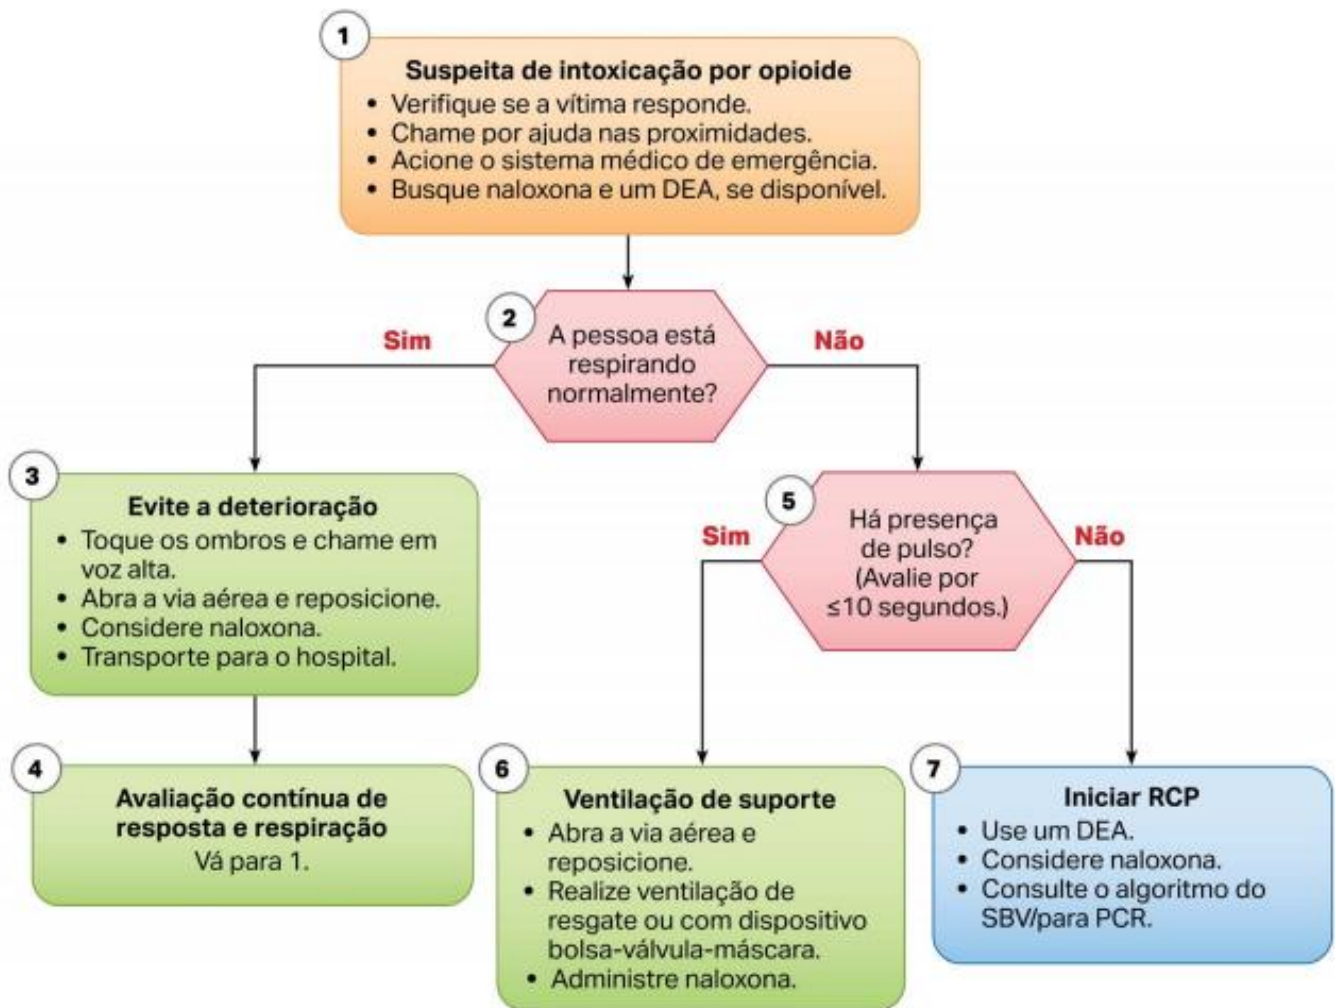 1
Suspeita de intoxicação por opioide
• Verifique se a vítima responde.
• Chame por ajuda nas proximidades.
• Acione o sistema médico de emergência.
• Busque naloxona e um DEA, se disponível.
2
A pessoa está
respirando
normalmente?
Sim
Não
3
Evite a deterioração
• Toque os ombros e chame em
voz alta.
• Abra a via aérea e reposicione.
• Considere naloxona.
• Transporte para o hospital.
4
Avaliação contínua de
resposta e respiração
Vá para 1.
5
Há presença
de pulso?
(Avalie por
≤10 segundos.)
Sim
Não
6
Ventilação de suporte
• Abra a via aérea e
reposicione.
• Realize ventilação de
resgate ou com dispositivo
bolsa-válvula-máscara.
• Administre naloxona.
7
Iniciar RCP
• Use um DEA.
• Considere naloxona.
• Consulte o algoritmo do
SBV/para PCR.